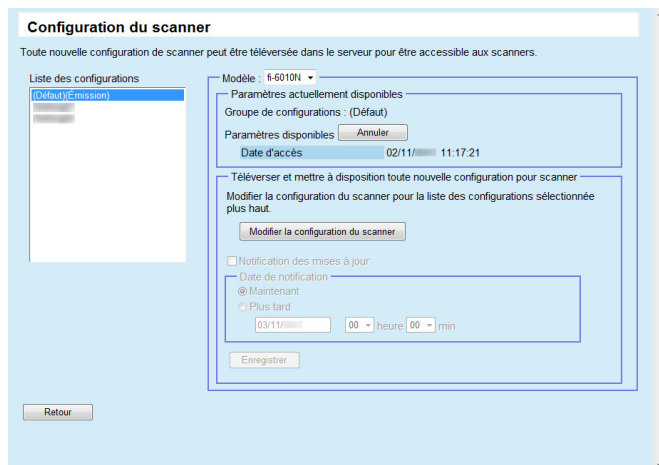 Configuration du scanner
Toute nouvelle configuration de scanner peut être téléversée dans le serveur pour être accessible aux scanners.
Liste des configurations
(Défaut)(Émission)
Modèle : fi-6010N
Paramètres actuellement disponibles
Groupe de configurations : (Défaut)
Paramètres disponibles Annuler
Date d'accès 02/11/ 11:17:21
Téléverser et mettre à disposition toute nouvelle configuration pour scanner
Modifier la configuration du scanner pour la liste des configurations sélectionnée
plus haut.
Modifier la configuration du scanner
Notification des mises à jour
Date de notification
Maintenant
Plus tard
03/11/ 00 heure 00 min
Enregistrer
Retour